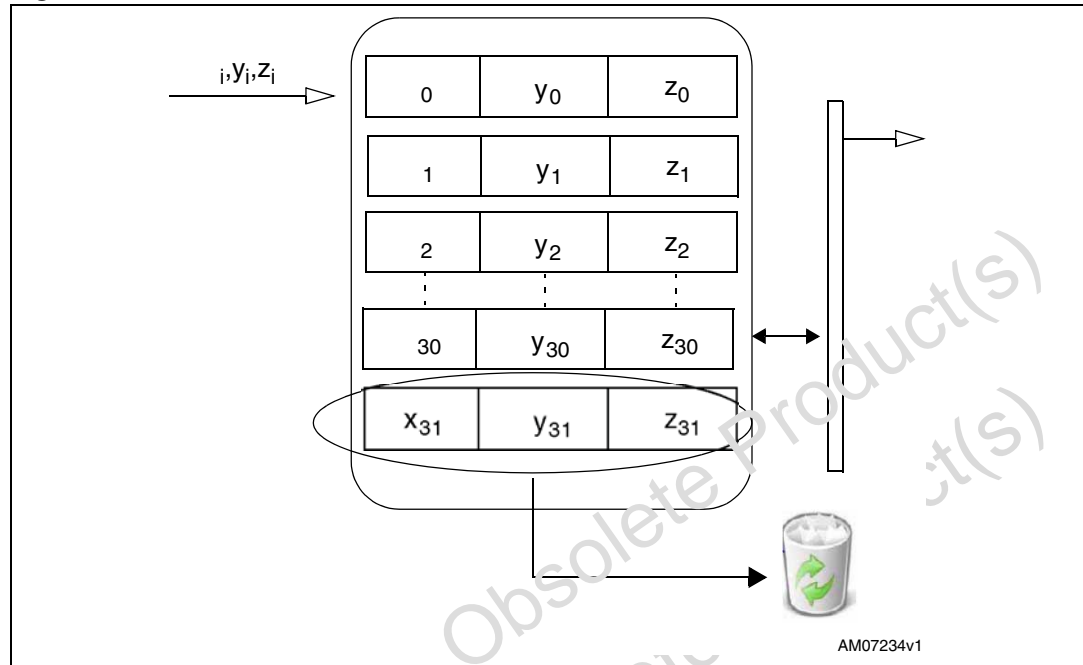 i,yi,zi
0 y0 z0
1 y1 z1
2 y2 z2
30 y30 z30
x31 y31 z31
Obsolete Product(s)
ct(s)
AM07234v1